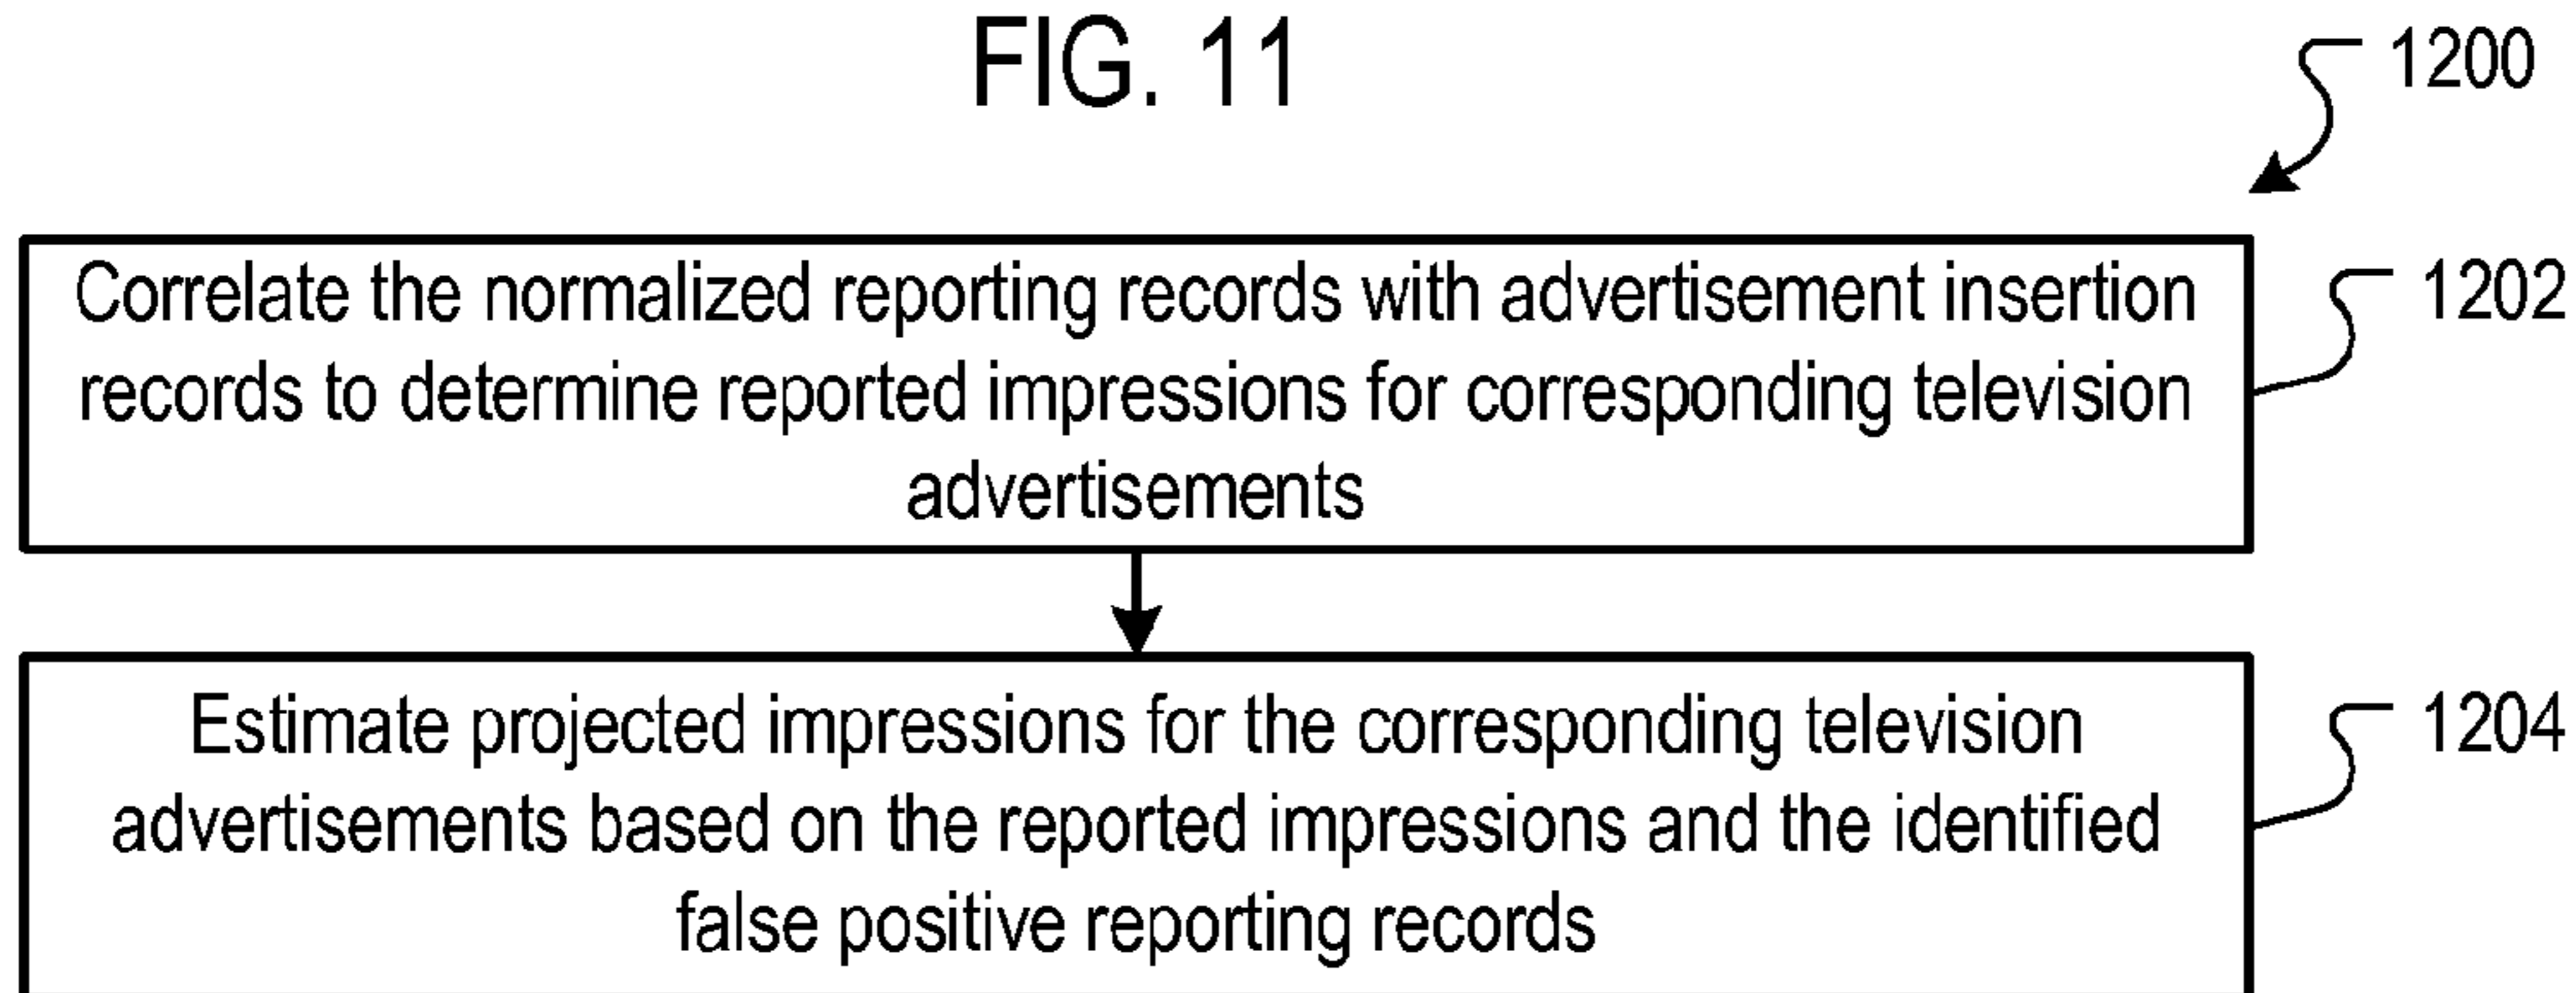 FIG. 11
1200
Correlate the normalized reporting records with advertisement insertion
records to determine reported impressions for corresponding television
advertisements
1202
Estimate projected impressions for the corresponding television
advertisements based on the reported impressions and the identified
false positive reporting records
1204